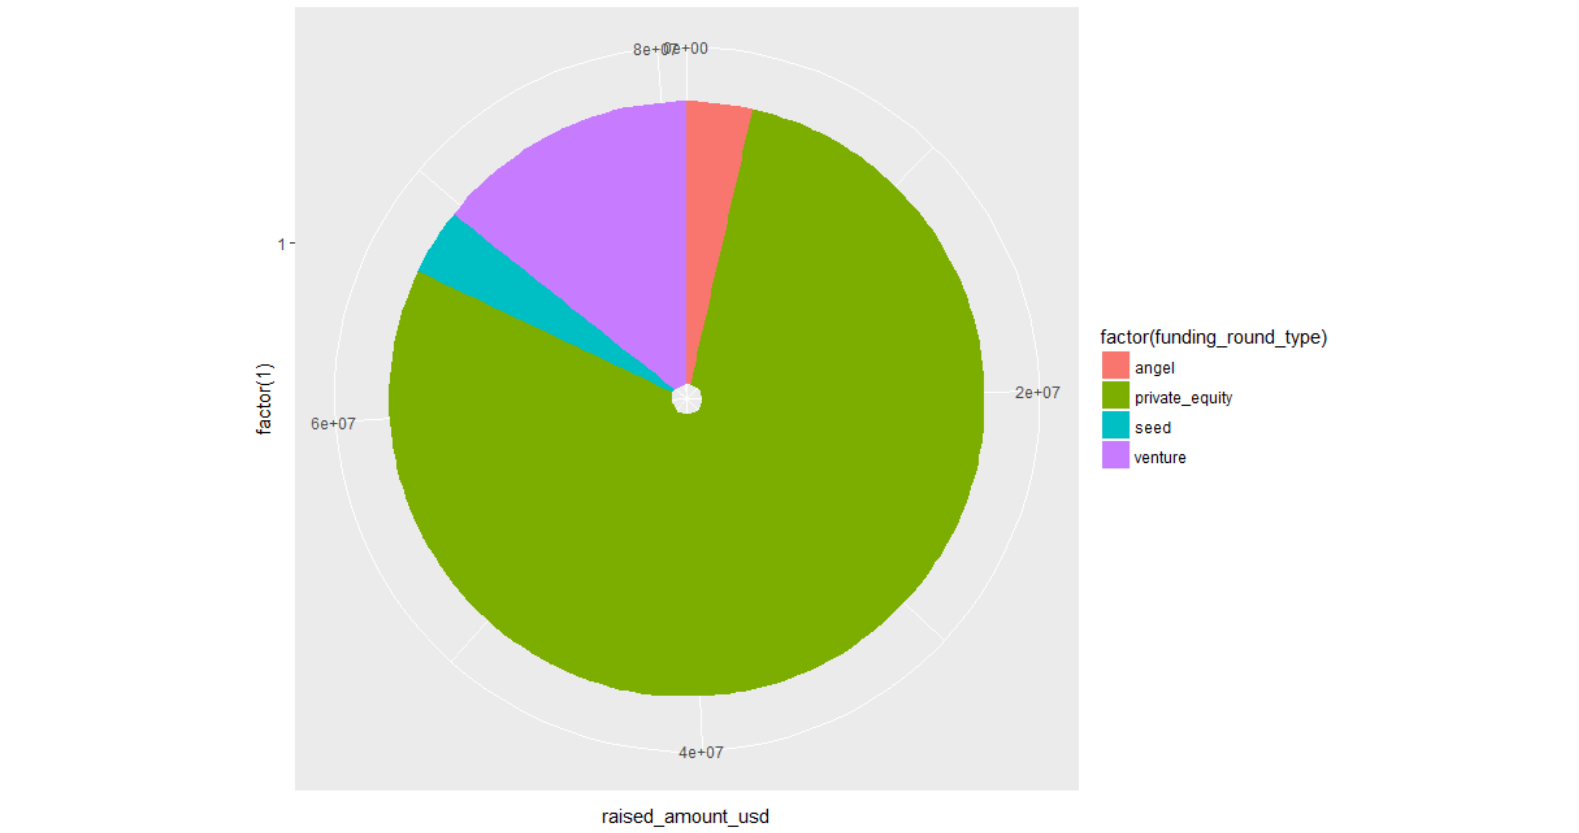 8e+07
0e+00
1
2e+07
6e+07
4e+07
factor(1)
raised_amount_usd
factor(funding_round_type)
angel
private_equity
seed
venture